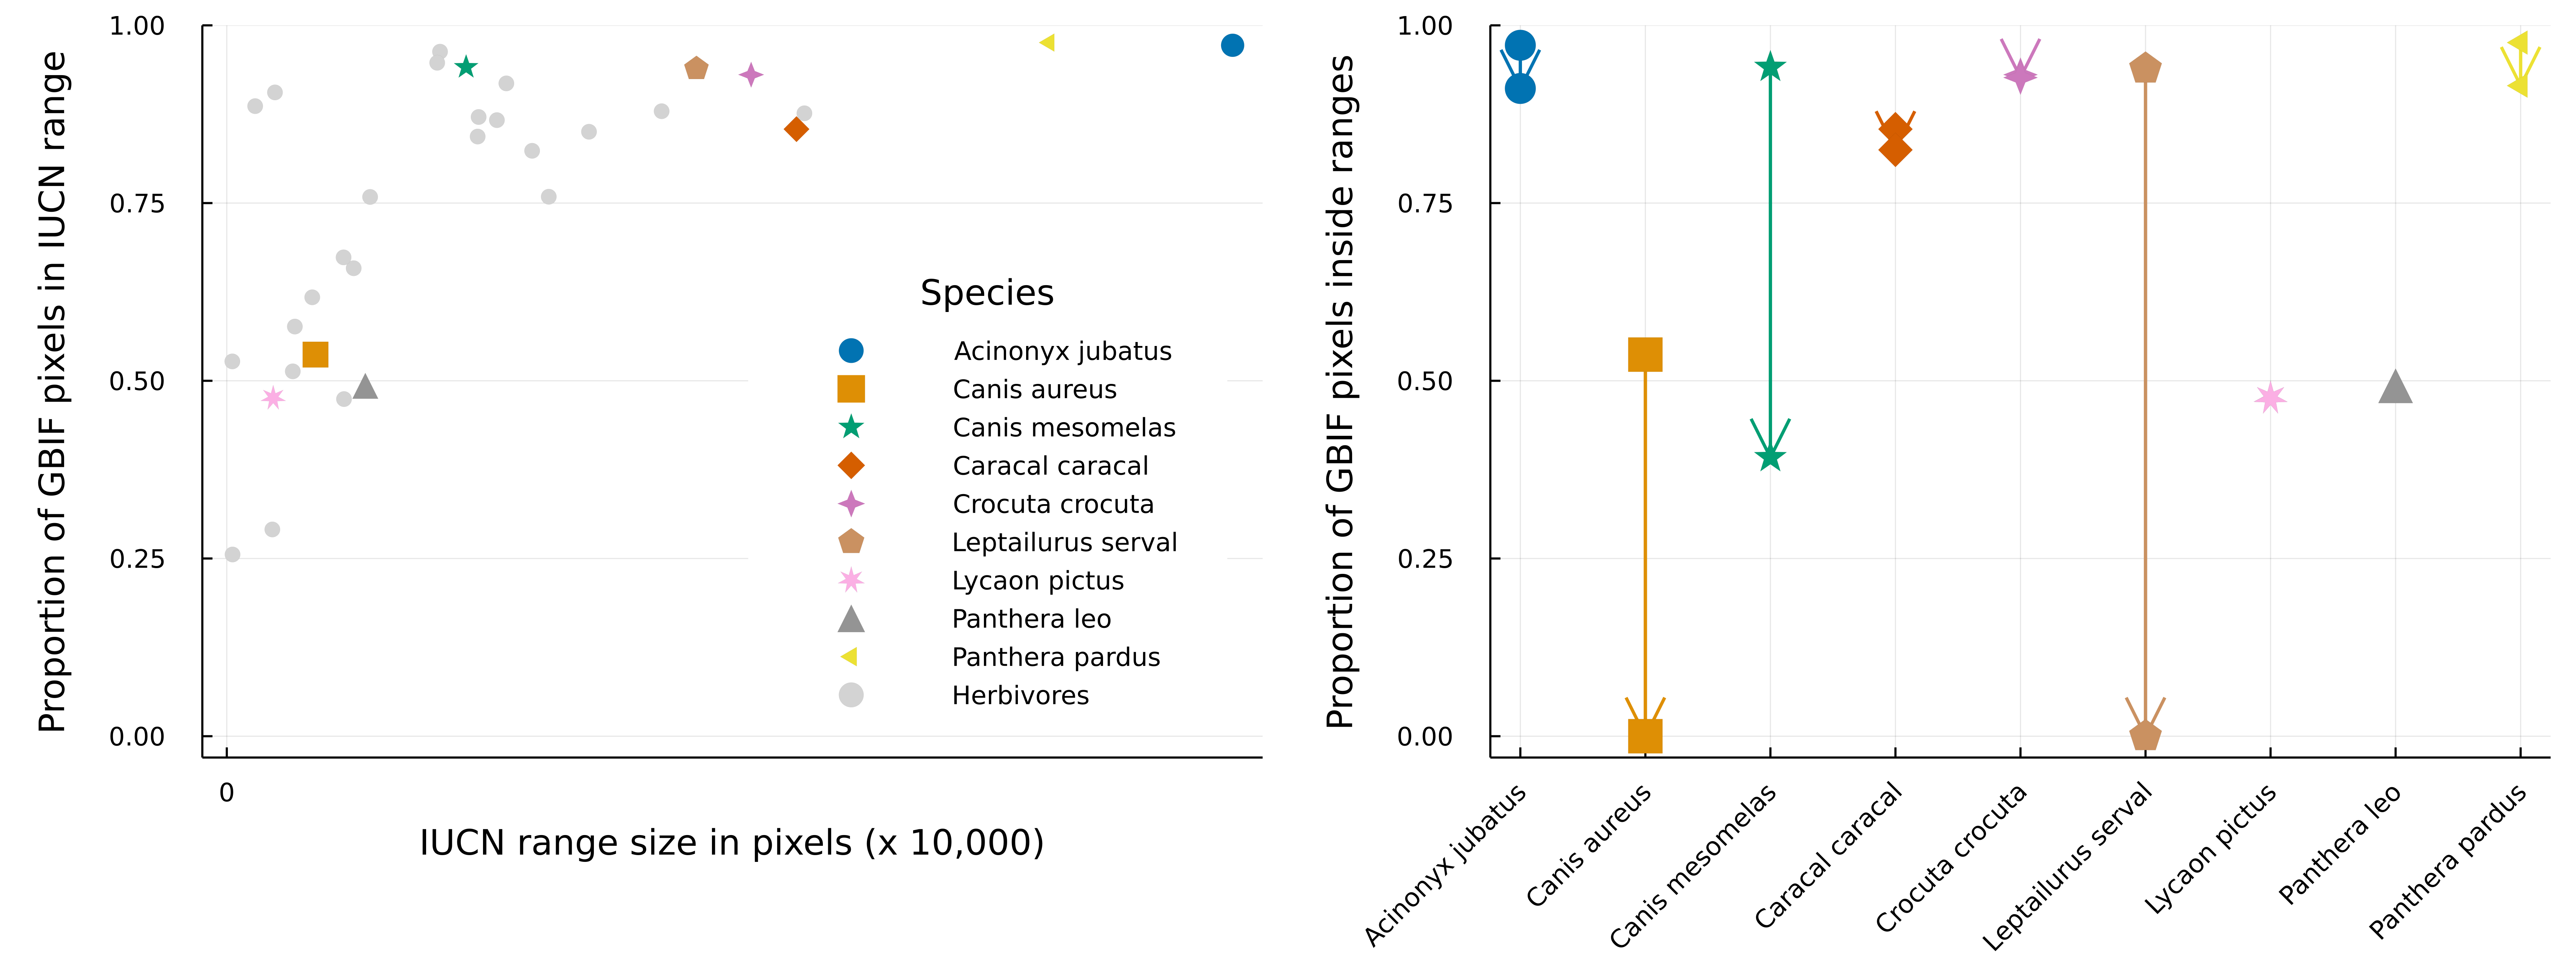 Proportion of GBIF pixels in IUCN range
1.00
0.75
0.50
0.25
0.00
0
IUCN range size in pixels (x 10,000)
Species
Acinonyx jubatus
Canis aureus
Canis mesomelas
Caracal caracal
Crocuta crocuta
Leptailurus serval
Lycaon pictus
Panthera leo
Panthera pardus
Herbivores
Proportion of GBIF pixels inside ranges
1.00
0.75
0.50
0.25
0.00
Acinonyx jubatus
Canis aureus
Canis mesomelas
Caracal caracal
Crocuta crocuta
Leptailurus serval
Lycaon pictus
Panthera leo
Panthera pardus